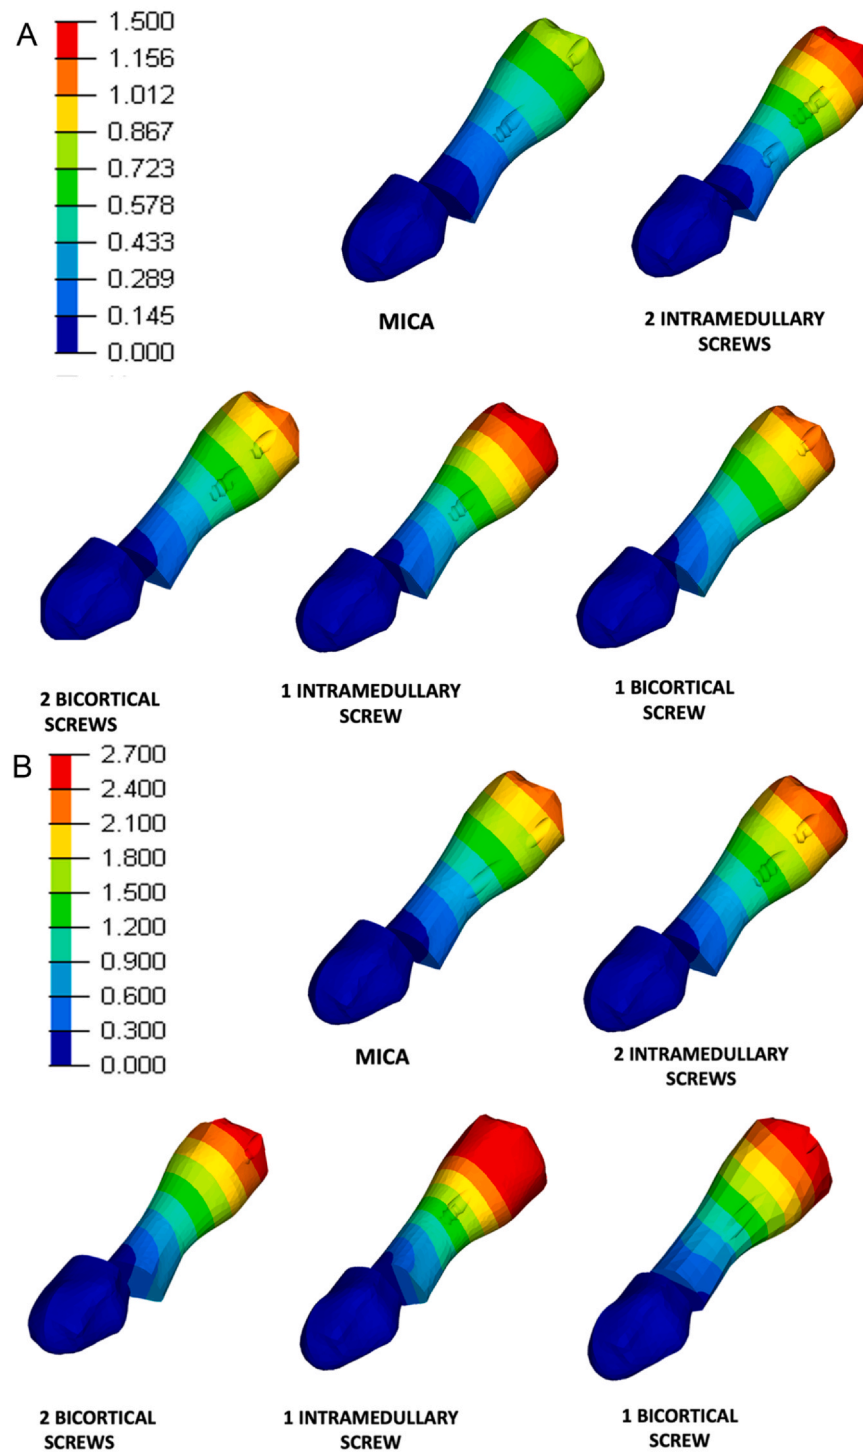 A
1.500
1.156
1.012
0.867
0.723
0.578
0.433
0.289
0.145
0.000
MICA
2 INTRAMEDULLARY
SCREWS
2 BICORTICAL
SCREWS
1 INTRAMEDULLARY
SCREW
1 BICORTICAL
SCREW
B
2.700
2.400
2.100
1.800
1.500
1.200
0.900
0.600
0.300
0.000
MICA
2 INTRAMEDULLARY
SCREWS
2 BICORTICAL
SCREWS
1 INTRAMEDULLARY
SCREW
1 BICORTICAL
SCREW